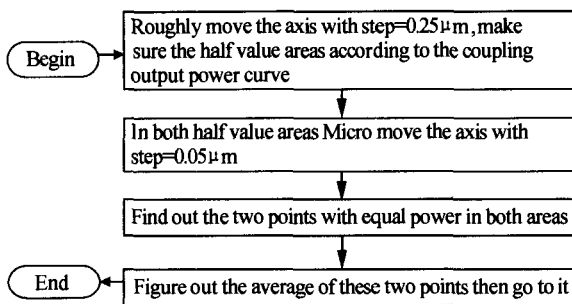 Begin
Roughly move the axis with step=0.25μm,make
sure the half value areas according to the coupling
output power curve
In both half value areas Micro move the axis with
step=0.05μm
Find out the two points with equal power in both areas
Figure out the average of these two points then go to it
End